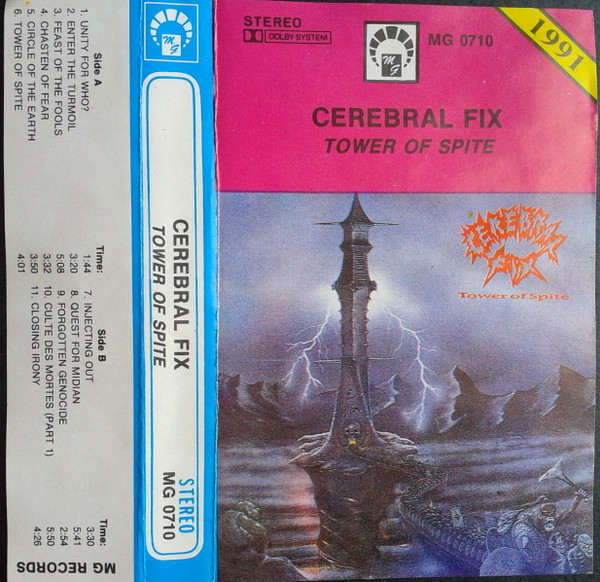 Side A
1. UNITY FOR WHO?
2. ENTER THE TURMOIL
3. FEAST OF THE FOOLS
4. CHASTEN OF FEAR
5. CIRCLE OF THE EARTH
6. TOWER OF SPITE
Time:
1:44
3:20
5:08
3:32
3:50
4:01
Side B
7. INJECTING OUT
8. QUEST FOR MIDIAN
9. FORGOTTEN GENOCIDE
10. CULTE DES MORTES (PART 1)
11. CLOSING IRONY
Time:
3:30
5:41
2:54
5:50
4:26
MG RECORDS
CEREBRAL FIX
TOWER OF SPITE
STEREO
MG 0710
STEREO
DOLBY SYSTEM
MG
MG 0710
1991
CEREBRAL FIX
TOWER OF SPITE
CEREBRAL
FIX
Tower of Spite